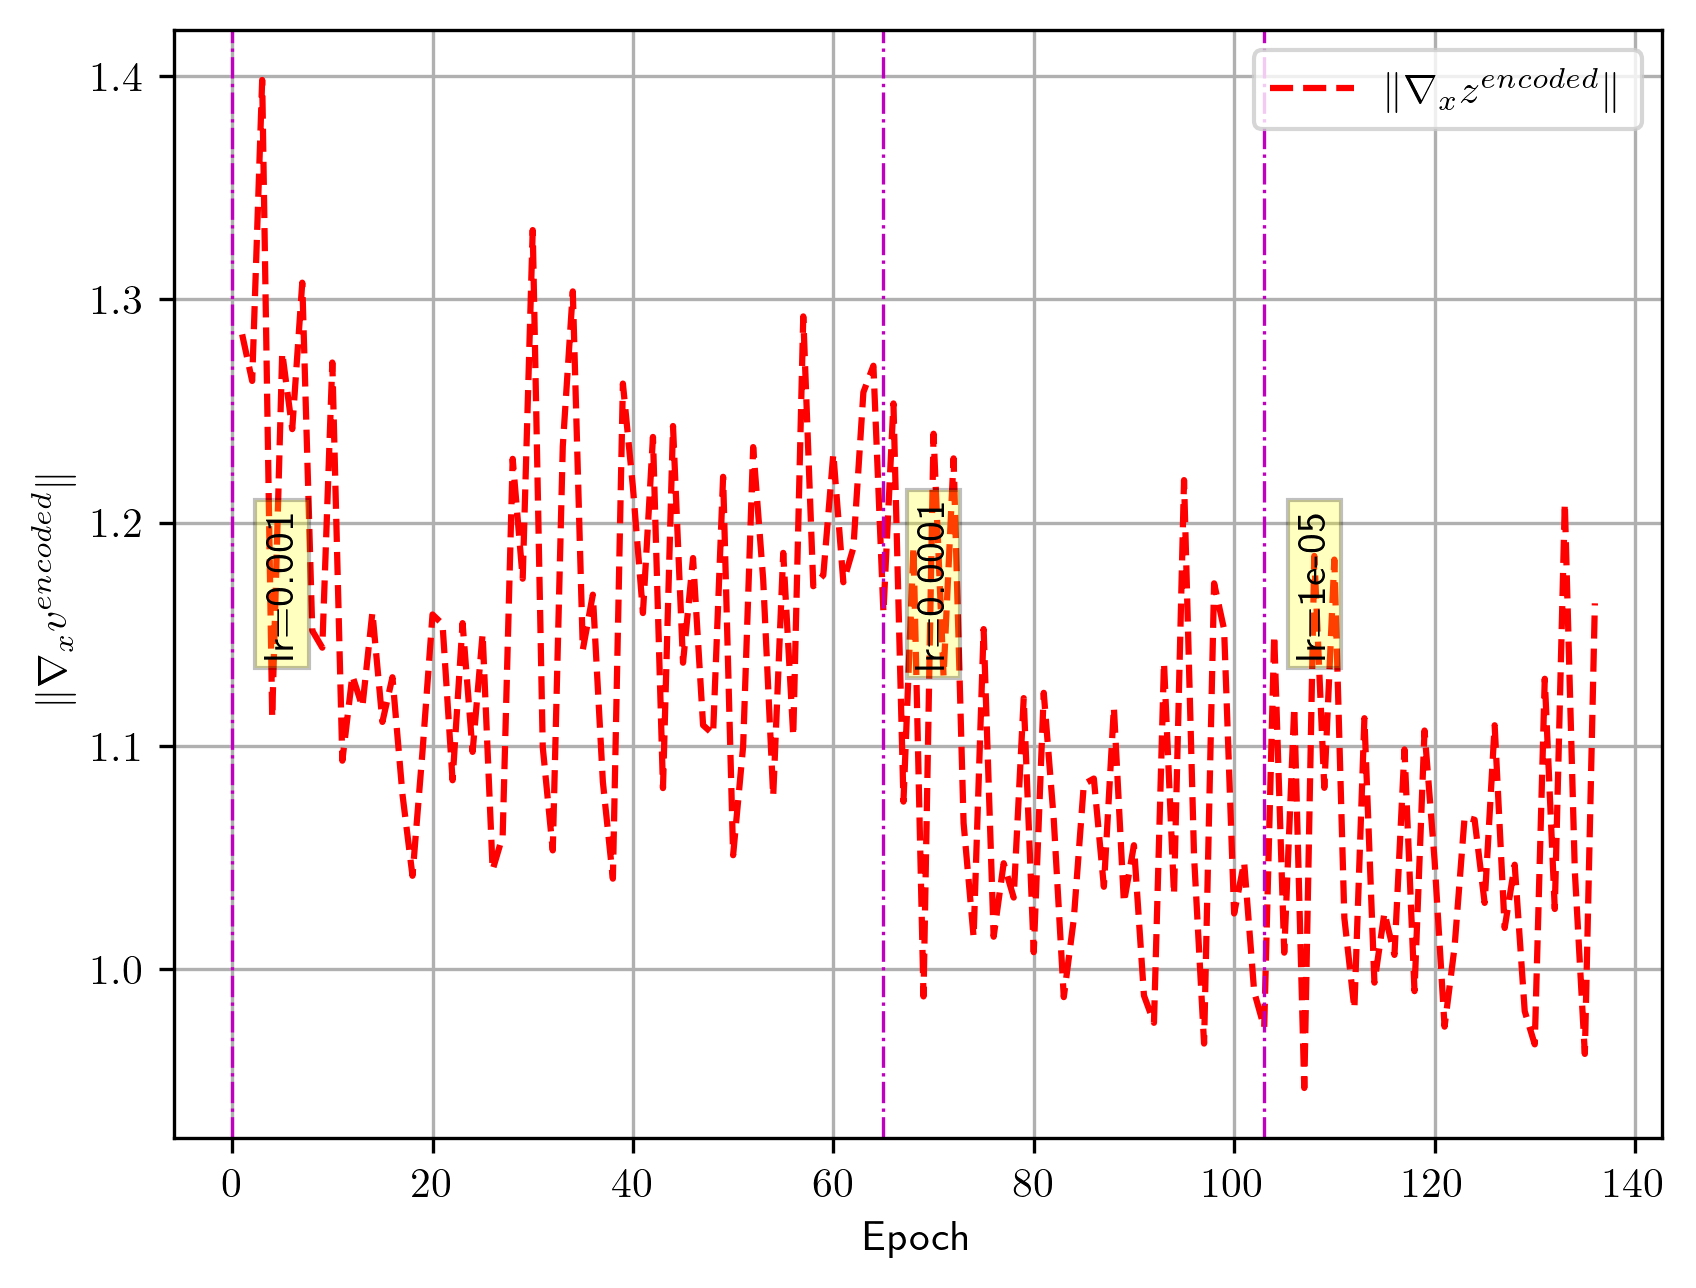 1.4
1.3
1.2
1.1
1.0
‖∇ₓv^{encoded}‖
‖∇ₓz^{encoded}‖
lr=0.001
lr=0.0001
lr=1e-05
0 20 40 60 80 100 120 140
Epoch